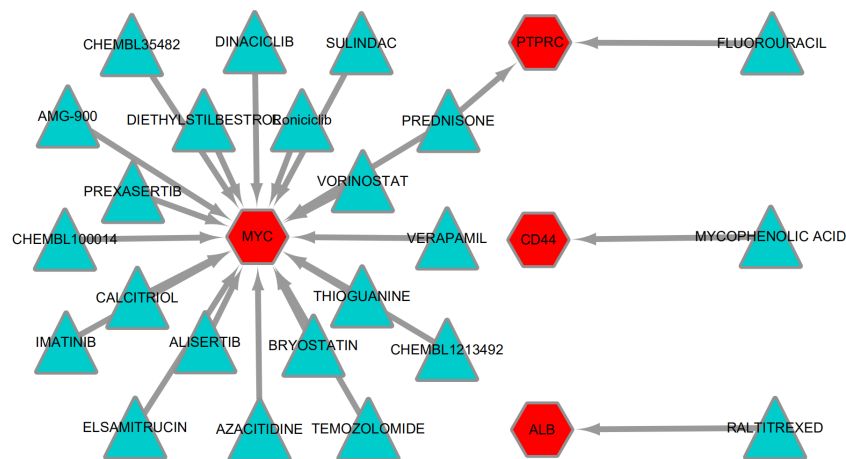 CHEMBL35482
DINACICLIB
SULINDAC
PTPRC
FLUOROURACIL
AMG-900
DIETHYLSTILBESTROL
Roniciclib
PREDNISONE
PREXASERTIB
VORINOSTAT
CHEMBL100014
MYC
VERAPAMIL
CD44
MYCOPHENOLIC ACID
CALCITRIOL
THIOGUANINE
IMATINIB
ALISERTIB
BRYOSTATIN
CHEMBL1213492
ELSAMITRUCIN
AZACITIDINE
TEMOZOLOMIDE
ALB
RALTITREXED